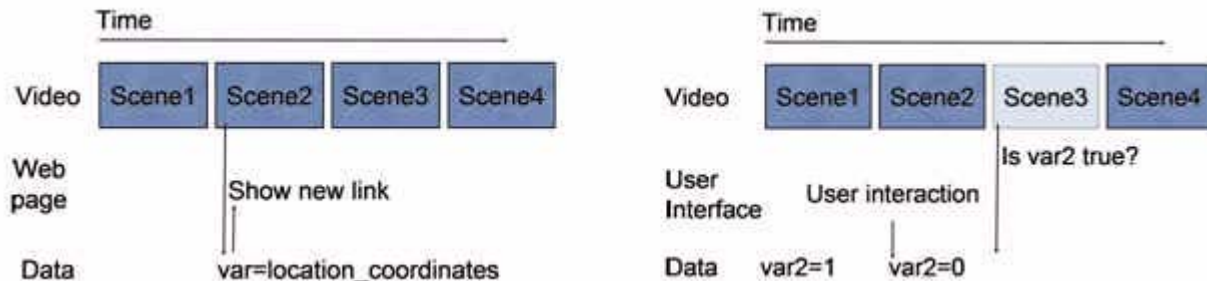 Time
Video Scene1 Scene2 Scene3 Scene4
Web
page
Show new link
Data var=location_coordinates
Time
Video Scene1 Scene2 Scene3 Scene4
Is var2 true?
User
Interface
User interaction
Data var2=1 var2=0